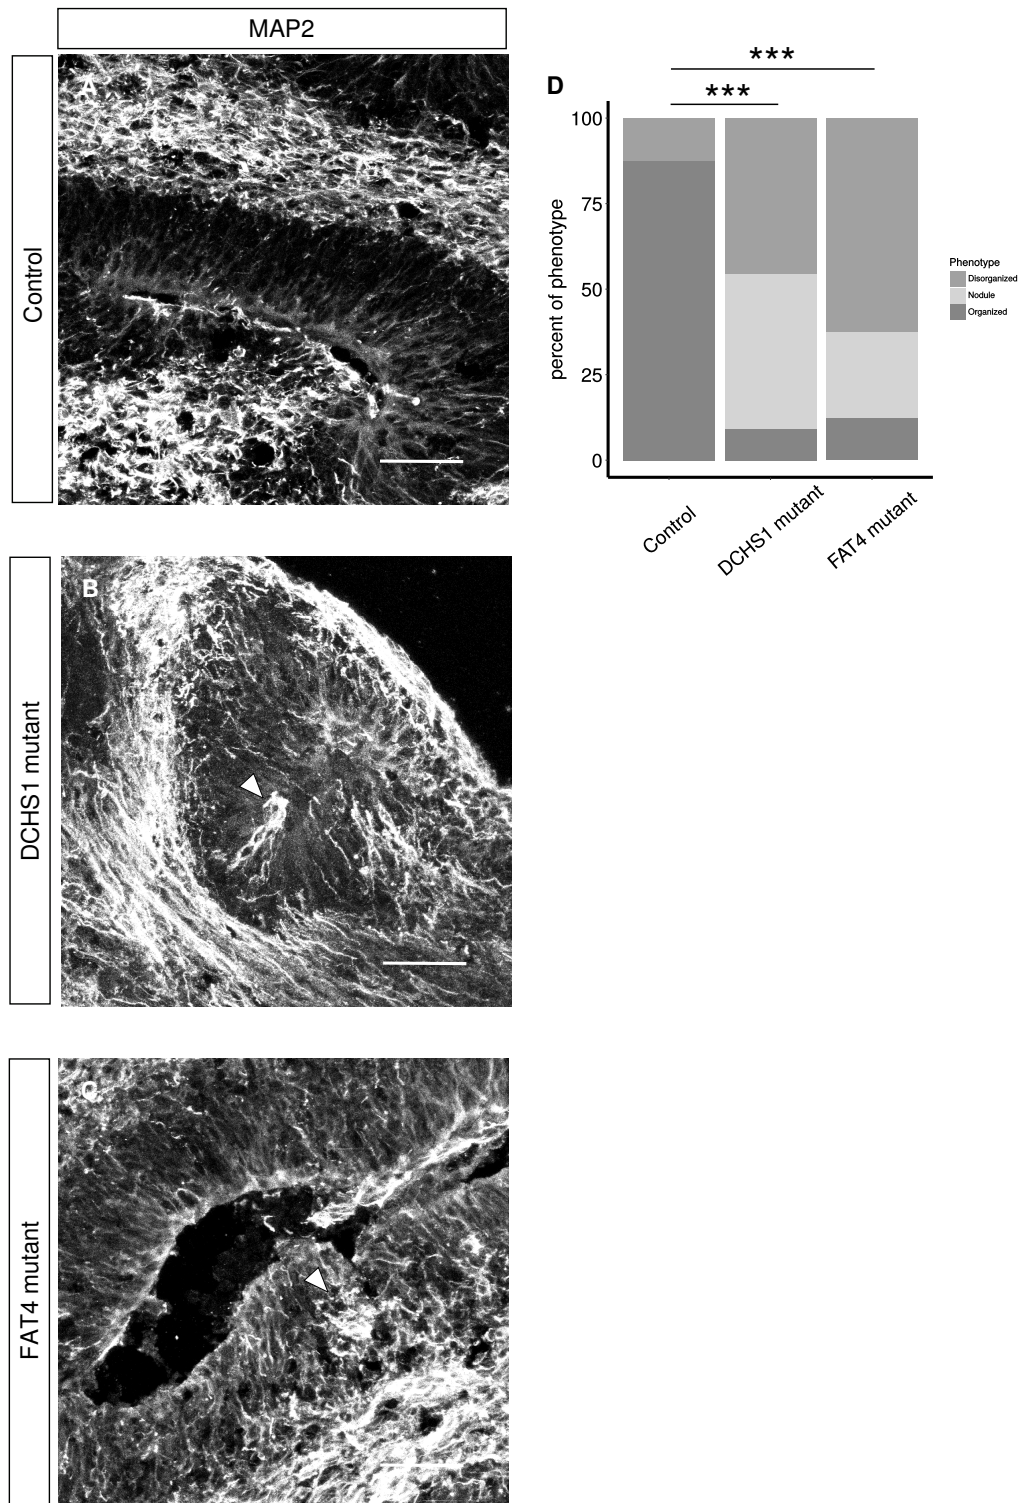 MAP2
Control
A
DCHS1 mutant
B
FAT4 mutant
C
D
***
***
percent of phenotype
100
75
50
25
0
Control
DCHS1 mutant
FAT4 mutant
Phenotype
Disorganized
Nodule
Organized